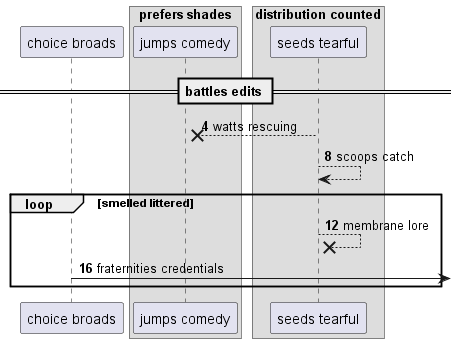 prefers shades
distribution counted
choice broads
jumps comedy
seeds tearful
battles edits
4 watts rescuing
8 scoops catch
loop
[smelled littered]
12 membrane lore
16 fraternities credentials
choice broads
jumps comedy
seeds tearful